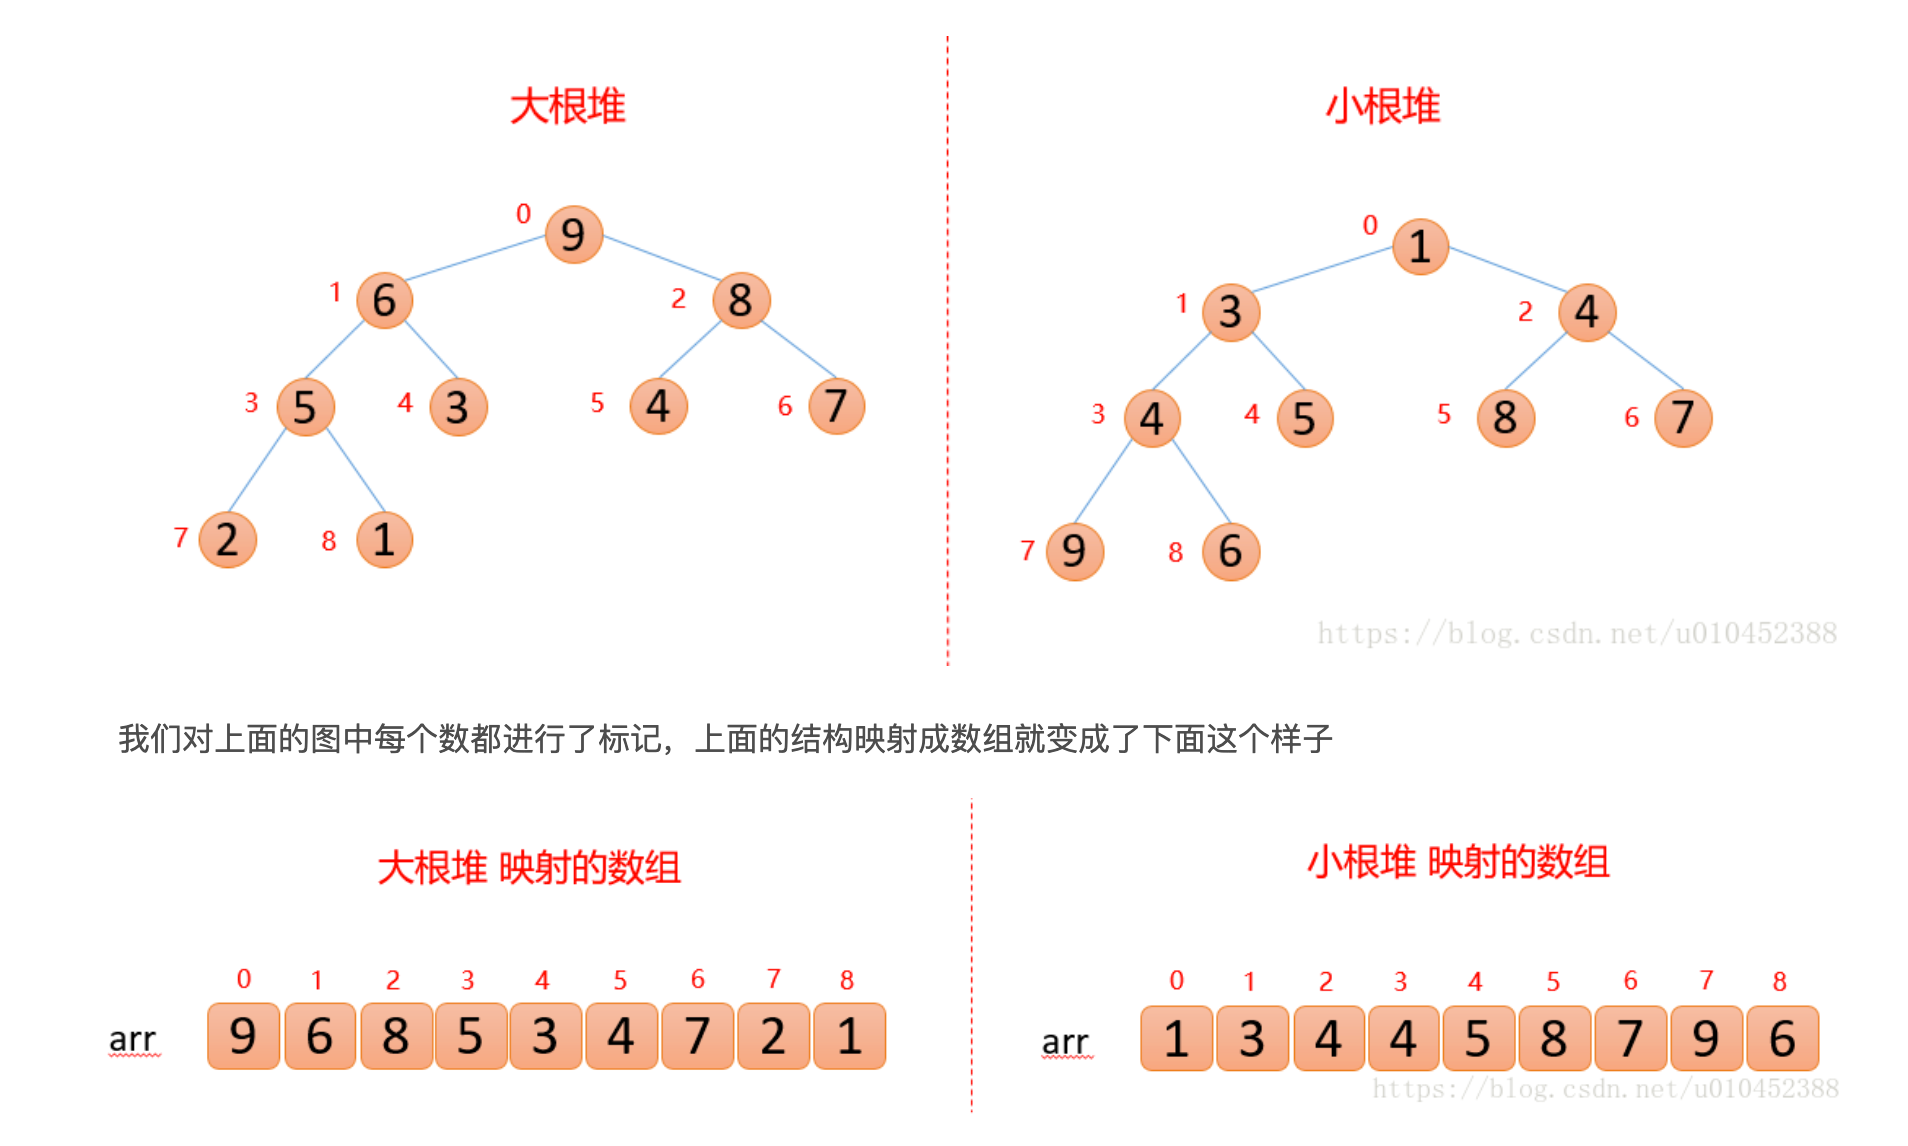 大根堆
小根堆
0 9
1 6 2 8
3 5 4 3 5 4 6 7
7 2 8 1
0 1
1 3 2 4
3 4 4 5 5 8 6 7
7 9 8 6
https://blog.csdn.net/u010452388
我们对上面的图中每个数都进行了标记，上面的结构映射成数组就变成了下面这个样子
大根堆 映射的数组
0 1 2 3 4 5 6 7 8
arr 9 6 8 5 3 4 7 2 1
小根堆 映射的数组
0 1 2 3 4 5 6 7 8
arr 1 3 4 4 5 8 7 9 6
https://blog.csdn.net/u010452388